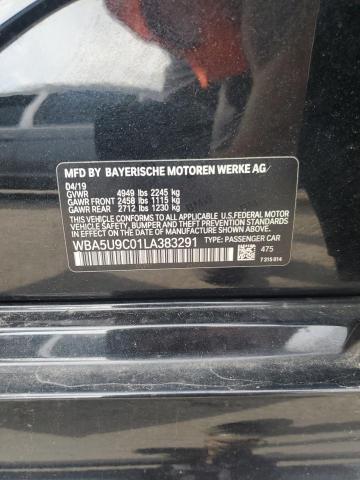 MFD BY BAYERISCHE MOTOREN WERKE AG
04/19
GVWR 4949 lbs 2245 kg
GAWR FRONT 2458 lbs 1115 kg
GAWR REAR 2712 lbs 1230 kg
THIS VEHICLE CONFORMS TO ALL APPLICABLE U.S.FEDERAL MOTOR
VEHICLE SAFETY, BUMPER, AND THEFT PREVENTION STANDARDS
IN EFFECT ON THE DATE OF MANUFACTURE SHOWN ABOVE.
WBA5U9C01LA383291 TYPE: PASSENGER CAR
475
7 315 814